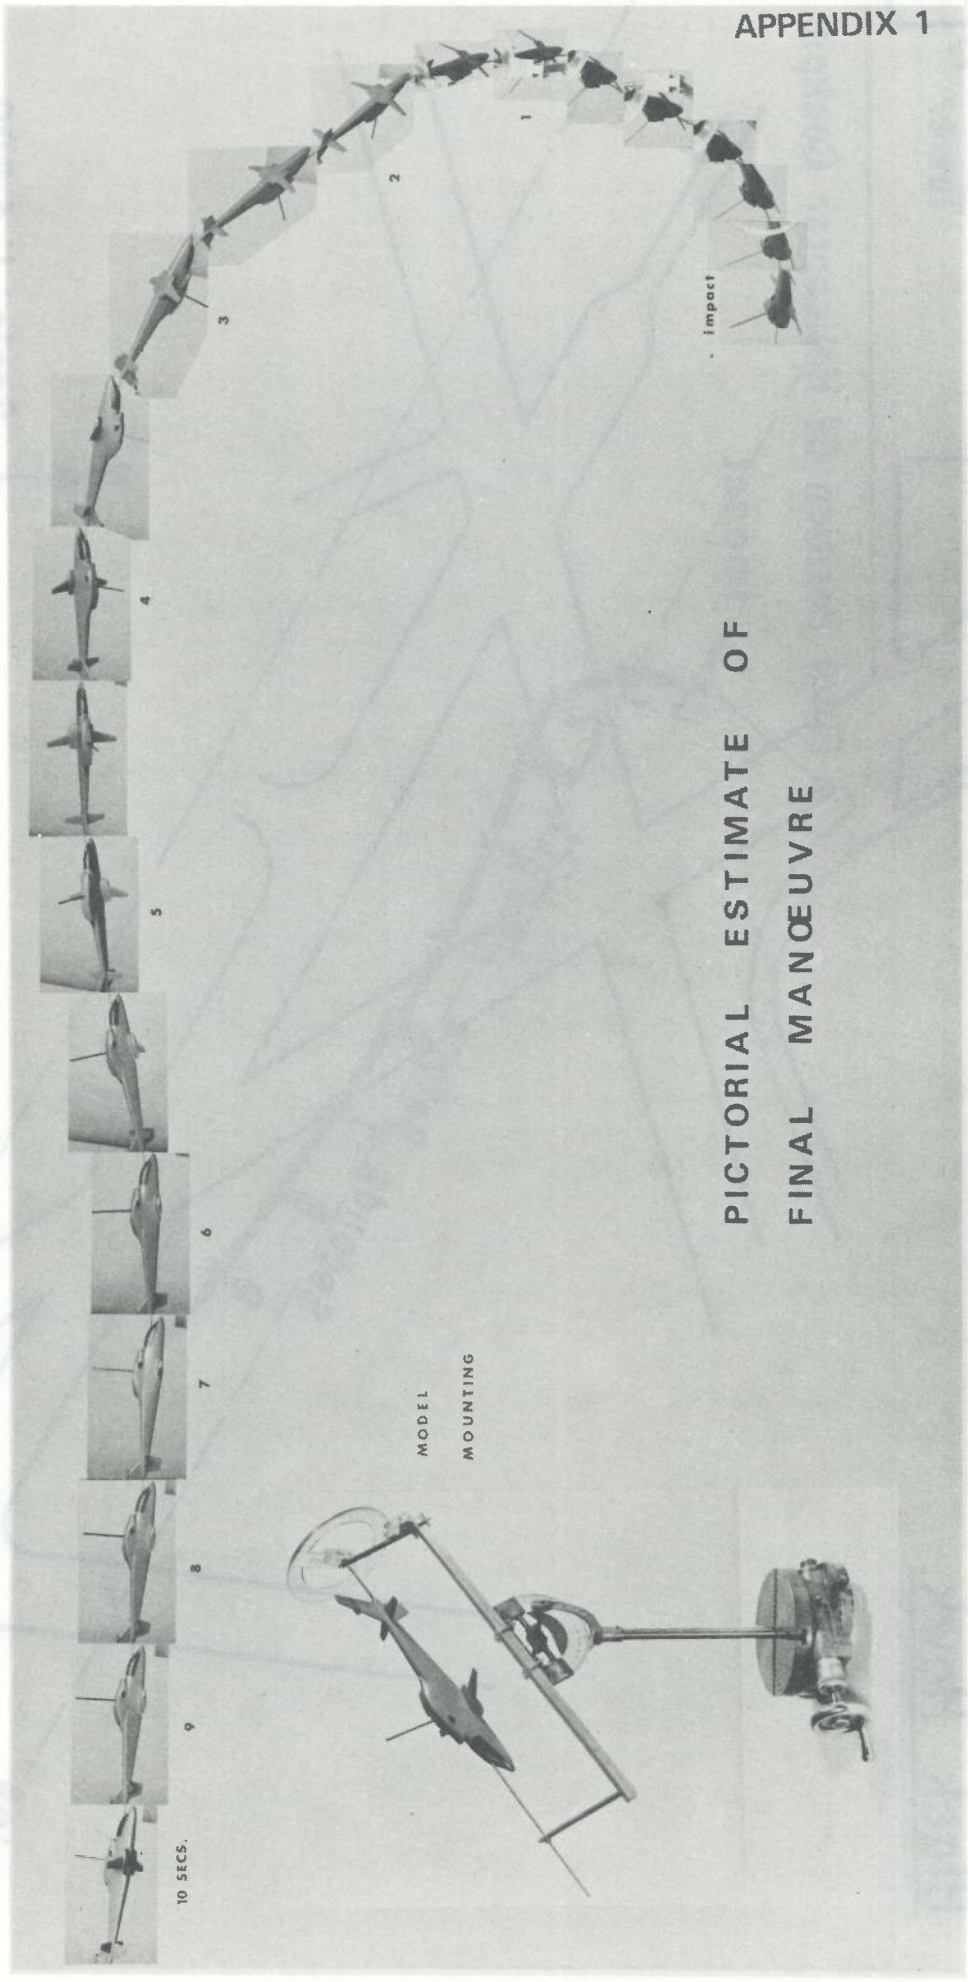 APPENDIX 1
10 SECS.
9
8
7
6
5
4
3
2
1
impact
MODEL
MOUNTING
PICTORIAL ESTIMATE OF
FINAL MANŒUVRE